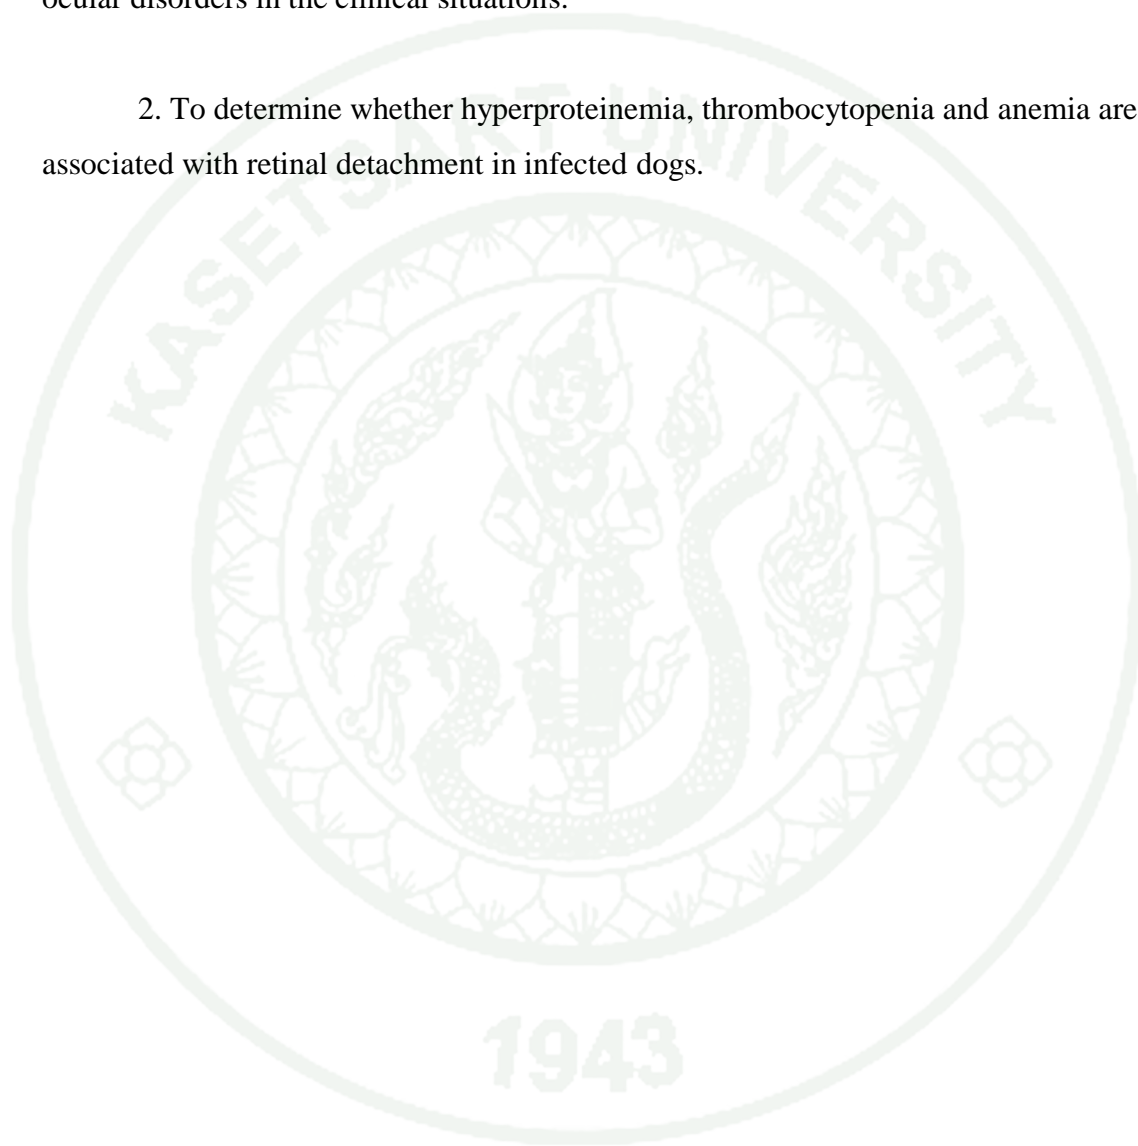 ocular disorders in the clinical situations.
2. To determine whether hyperproteinemia, thrombocytopenia and anemia are
associated with retinal detachment in infected dogs.
KASETSART UNIVERSITY
1943